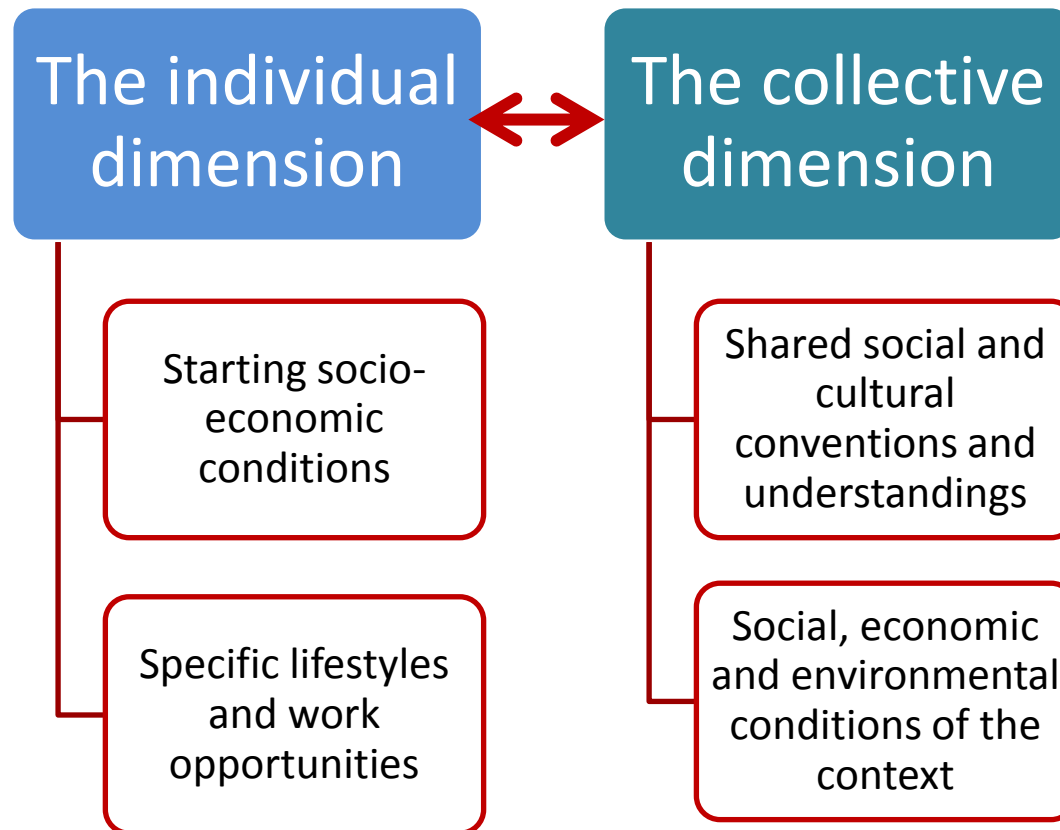 The individual
dimension
The collective
dimension
Starting socio-
economic
conditions
Specific lifestyles
and work
opportunities
Shared social and
cultural
conventions and
understandings
Social, economic
and environmental
conditions of the
context